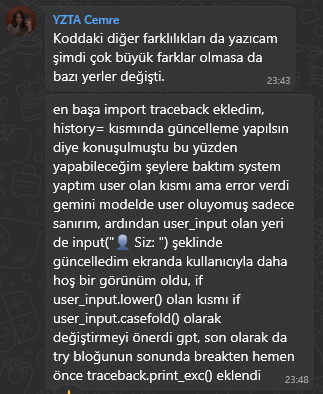 YZTA Cemre
Koddaki diğer farklılıkları da yazıcam
şimdi çok büyük farklar olmasa da
bazı yerler değişti.
23:43
en başa import traceback ekledim,
history= kısmında güncelleme yapılsın
diye konuşulmuştu bu yüzden
yapabileceğim şeylere baktım system
yaptım user olan kısmı ama error verdi
gemini modelde user oluyomuş sadece
sanırım, ardından user_input olan yeri
de input("👤 Siz: ") şeklinde
güncelledim ekranda kullanıcıyla daha
hoş bir görünüm oldu, if
user_input.lower() olan kısmı if
user_input.casefold() olarak
değiştirmeyi önerdi gpt, son olarak da
try bloğunun sonunda breakten hemen
önce traceback.print_exc() eklendi
23:48